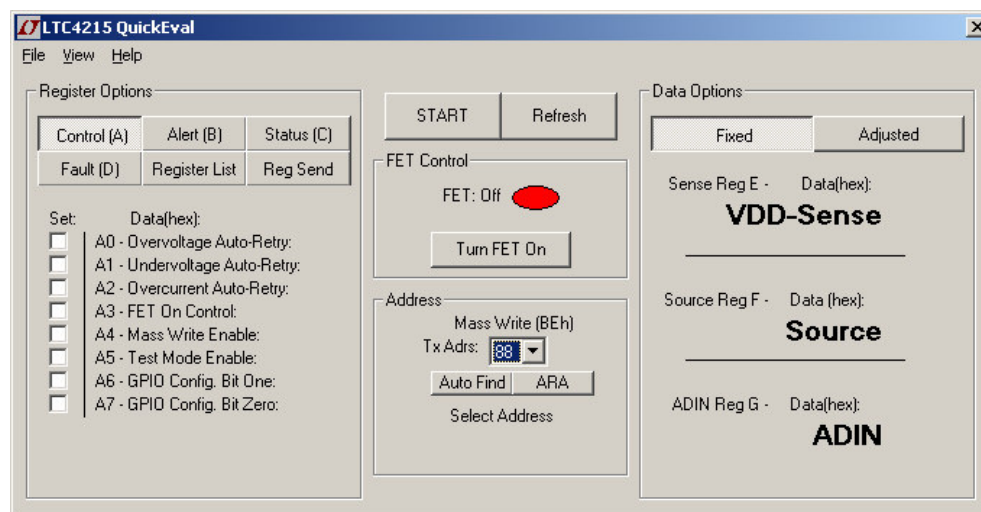 LTC4215 QuickEval
File View Help
Register Options
Control (A) Alert (B) Status (C)
Fault (D) Register List Reg Send
Set: Data(hex):
A0 - Overvoltage Auto-Retry:
A1 - Undervoltage Auto-Retry:
A2 - Overcurrent Auto-Retry:
A3 - FET On Control:
A4 - Mass Write Enable:
A5 - Test Mode Enable:
A6 - GPIO Config. Bit One:
A7 - GPIO Config. Bit Zero:
START Refresh
FET Control
FET: Off
Turn FET On
Address
Mass Write (BEh)
Tx Adrs: 88
Auto Find ARA
Select Address
Data Options
Fixed Adjusted
Sense Reg E - Data(hex):
VDD-Sense
Source Reg F - Data (hex):
Source
ADIN Reg G - Data(hex):
ADIN